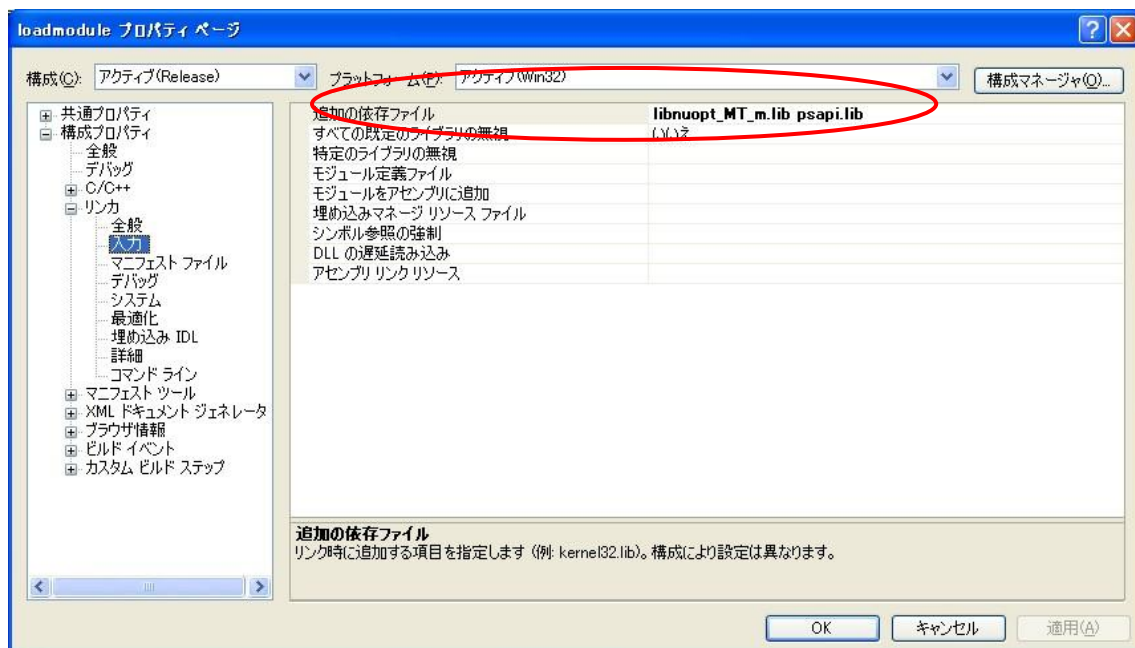 loadmodule プロパティ ページ
構成(C): アクティブ(Release) プラットフォーム(P): アクティブ(Win32) 構成マネージャ(O)...
共通プロパティ
構成プロパティ
全般
デバッグ
C/C++
リンカ
全般
入力
マニフェスト ファイル
デバッグ
システム
最適化
埋め込み IDL
詳細
コマンド ライン
マニフェスト ツール
XML ドキュメント ジェネレータ
ブラウザ情報
ビルド イベント
カスタム ビルド ステップ
追加の依存ファイル libnuopt_MT_m.lib psapi.lib
すべての既定のライブラリの無視 いいえ
特定のライブラリの無視
モジュール定義ファイル
モジュールをアセンブリに追加
埋め込みマネージ リソース ファイル
シンボル参照の強制
DLL の遅延読み込み
アセンブリ リンク リソース
追加の依存ファイル
リンク時に追加する項目を指定します (例: kernel32.lib)。構成により設定は異なります。
OK キャンセル 適用(A)